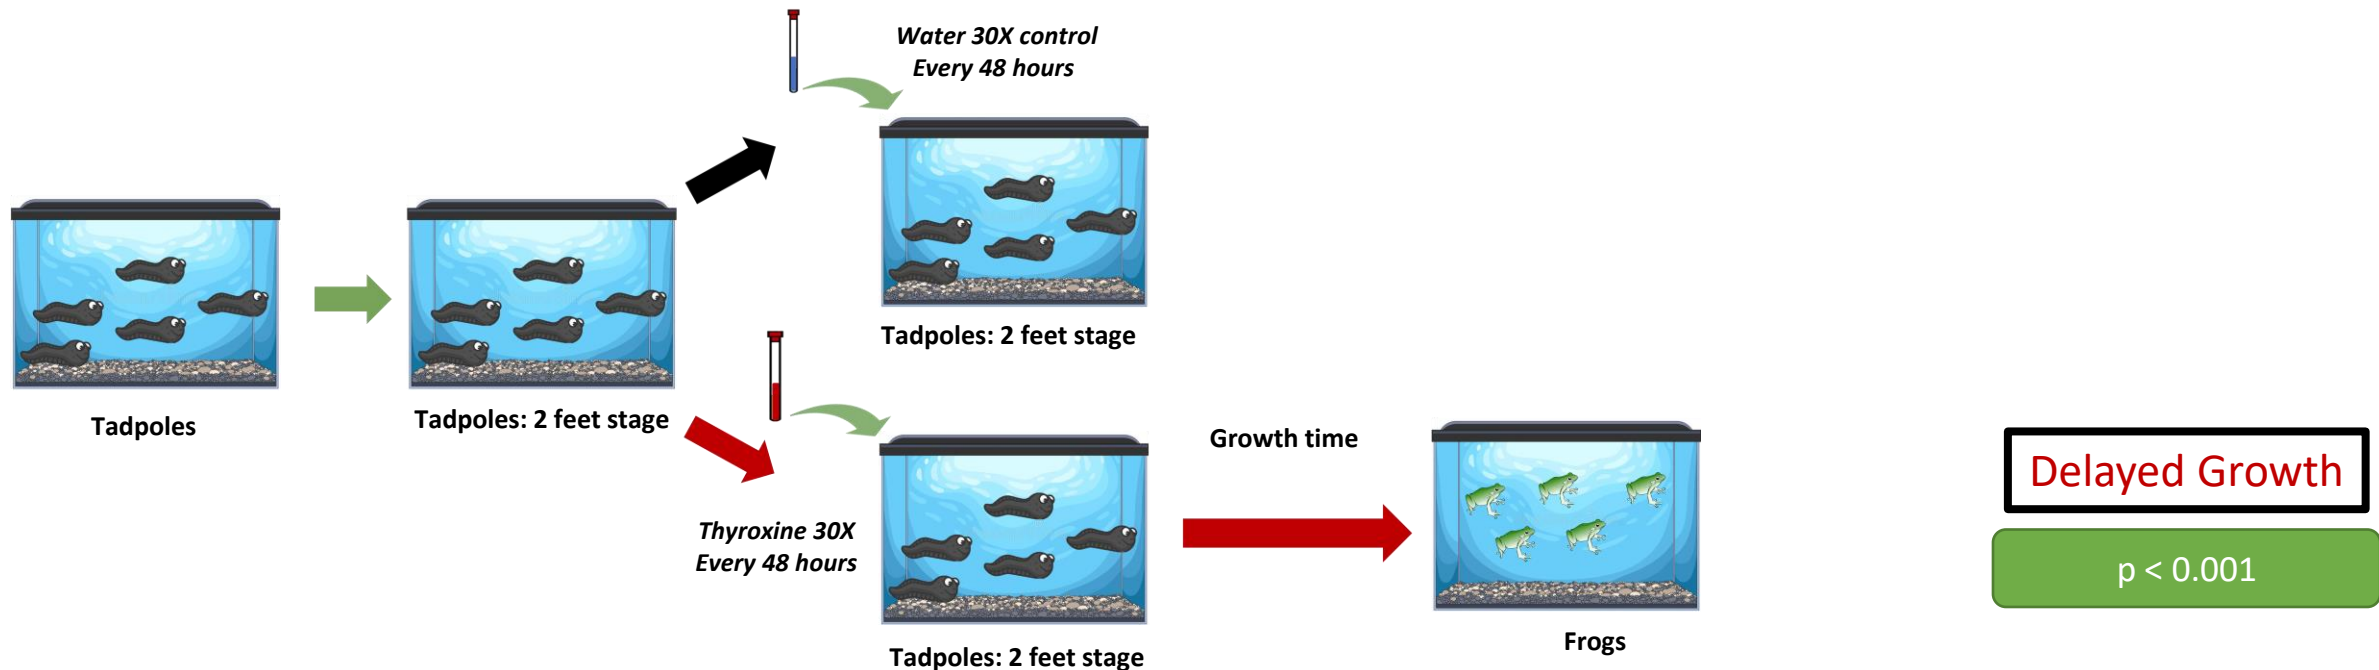 Water 30X control
Every 48 hours
Tadpoles
Tadpoles: 2 feet stage
Tadpoles: 2 feet stage
Thyroxine 30X
Every 48 hours
Tadpoles: 2 feet stage
Growth time
Frogs
Delayed Growth
p < 0.001